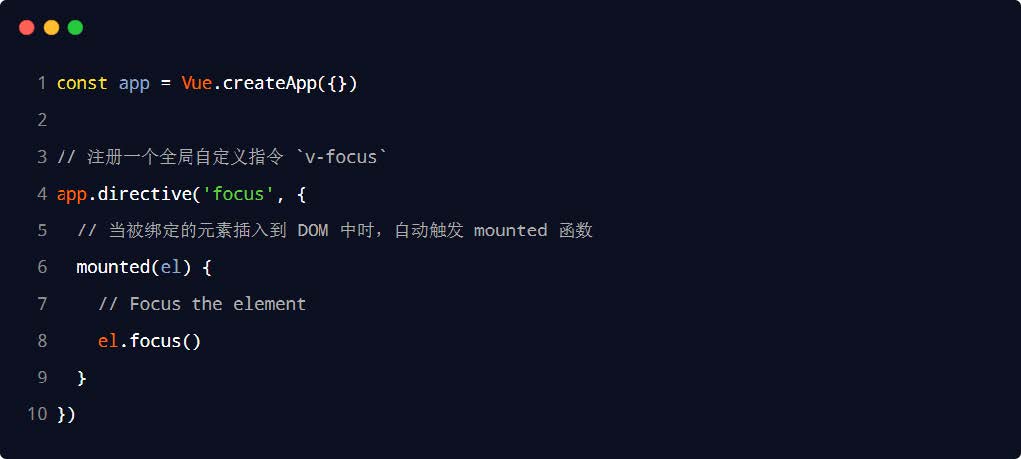 1 const app = Vue.createApp({})
2
3 // 注册一个全局自定义指令 `v-focus`
4 app.directive('focus', {
5 // 当被绑定的元素插入到 DOM 中时，自动触发 mounted 函数
6 mounted(el) {
7 // Focus the element
8 el.focus()
9 }
10 })